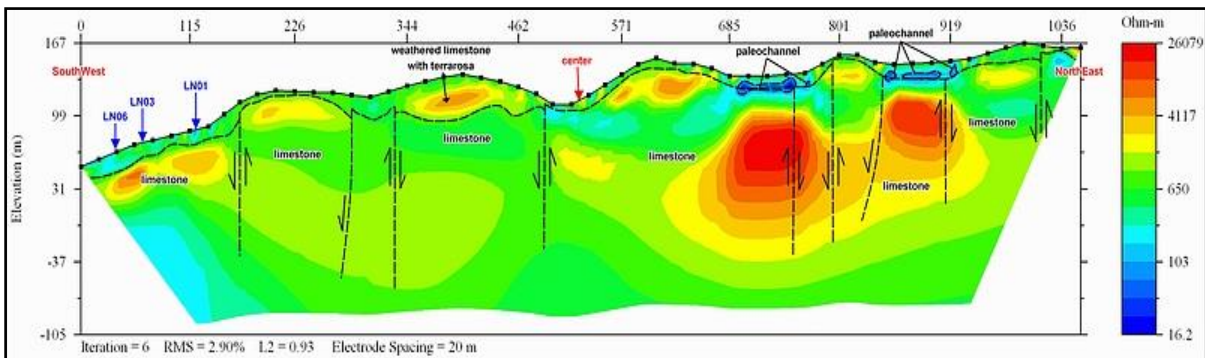 0 115 226 344 462 571 685 801 919 1036
Ohm-m
167 26079
paleochannel
weathered limestone
with terrarosa
paleochannel
SouthWest
center
NorthEast
LN01
LN03
LN06
99 4117
limestone
limestone
limestone
limestone
limestone
limestone
31 650
Elevation (m)
-37 103
-105 16.2
Iteration = 6 RMS = 2.90% L2 = 0.93 Electrode Spacing = 20 m